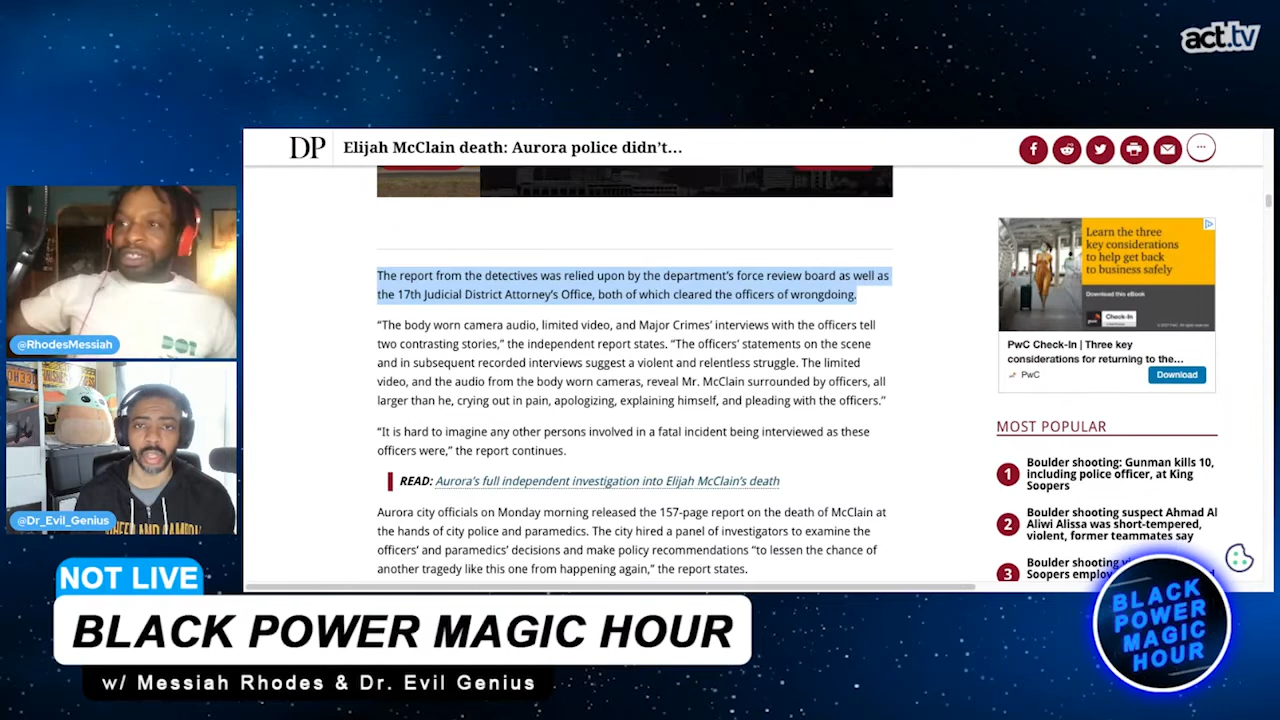 act.tv
DP
Elijah McClain death: Aurora police didn't...
The report from the detectives was relied upon by the department's force review board as well as
the 17th Judicial District Attorney's Office, both of which cleared the officers of wrongdoing.
"The body worn camera audio, limited video, and Major Crimes' interviews with the officers tell
two contrasting stories," the independent report states. "The officers' statements on the scene
and in subsequent recorded interviews suggest a violent and relentless struggle. The limited
video, and the audio from the body worn cameras, reveal Mr. McClain surrounded by officers, all
larger than he, crying out in pain, apologizing, explaining himself, and pleading with the officers."
"It is hard to imagine any other persons involved in a fatal incident being interviewed as these
officers were," the report continues.
READ: Aurora's full independent investigation into Elijah McClain's death
Aurora city officials on Monday morning released the 157-page report on the death of McClain at
the hands of city police and paramedics. The city hired a panel of investigators to examine the
officers' and paramedics' decisions and make policy recommendations "to lessen the chance of
another tragedy like this one from happening again," the report states.
Learn the three
key considerations
to help get back
to business safely
Download this eBook
Check-In
PwC Check-In | Three key
considerations for returning to the...
PwC
Download
MOST POPULAR
1 Boulder shooting: Gunman kills 10,
including police officer, at King
Soopers
2 Boulder shooting suspect Ahmad Al
Aliwi Alissa was short-tempered,
violent, former teammates say
3 Boulder shooting
Soopers
@RhodesMessiah
@Dr_Evil_Genius
NOT LIVE
BLACK POWER MAGIC HOUR
w/ Messiah Rhodes & Dr. Evil Genius
BLACK
POWER
MAGIC
HOUR